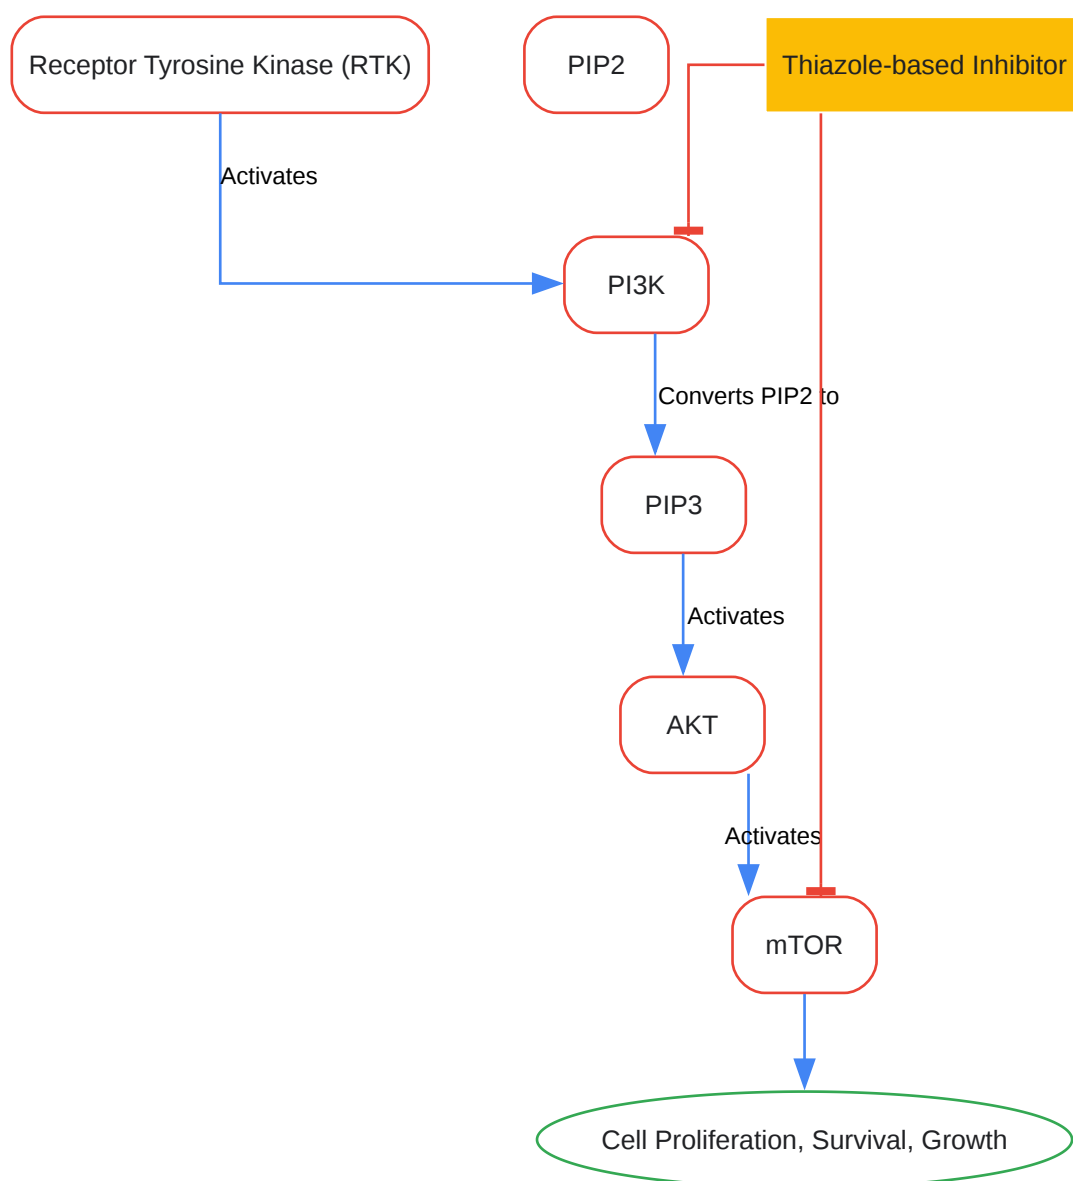 Receptor Tyrosine Kinase (RTK)
PIP2
Thiazole-based Inhibitor
Activates
PI3K
Converts PIP2 to
PIP3
Activates
AKT
Activates
mTOR
Cell Proliferation, Survival, Growth